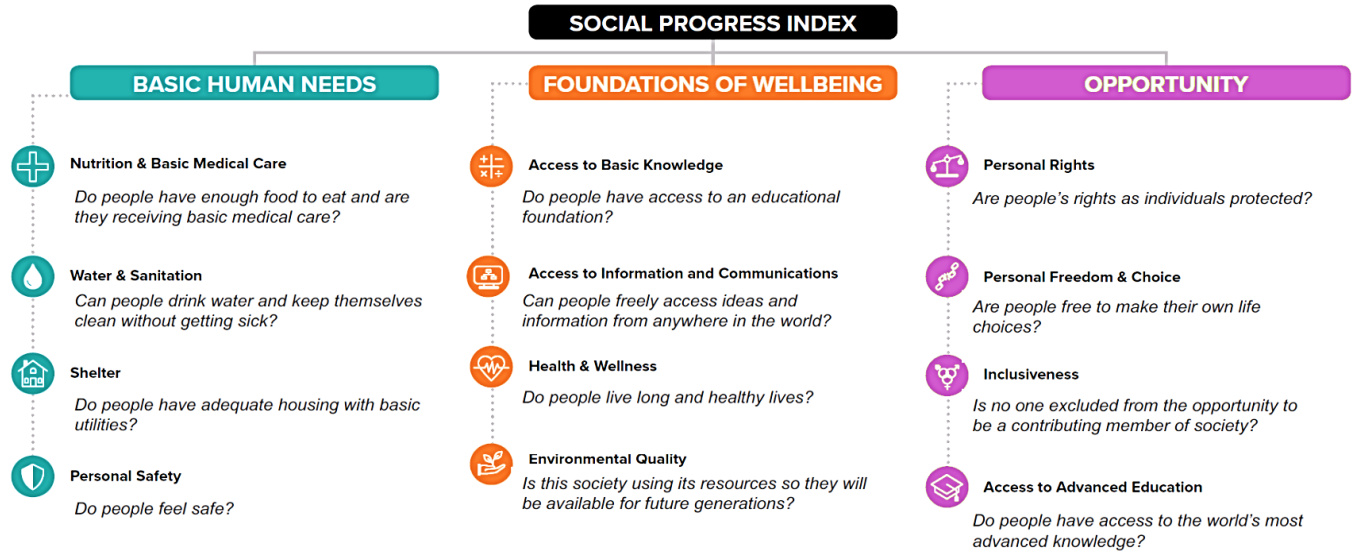 SOCIAL PROGRESS INDEX
BASIC HUMAN NEEDS
Nutrition & Basic Medical Care
Do people have enough food to eat and are
they receiving basic medical care?
Water & Sanitation
Can people drink water and keep themselves
clean without getting sick?
Shelter
Do people have adequate housing with basic
utilities?
Personal Safety
Do people feel safe?
FOUNDATIONS OF WELLBEING
Access to Basic Knowledge
Do people have access to an educational
foundation?
Access to Information and Communications
Can people freely access ideas and
information from anywhere in the world?
Health & Wellness
Do people live long and healthy lives?
Environmental Quality
Is this society using its resources so they will
be available for future generations?
OPPORTUNITY
Personal Rights
Are people’s rights as individuals protected?
Personal Freedom & Choice
Are people free to make their own life
choices?
Inclusiveness
Is no one excluded from the opportunity to
be a contributing member of society?
Access to Advanced Education
Do people have access to the world’s most
advanced knowledge?